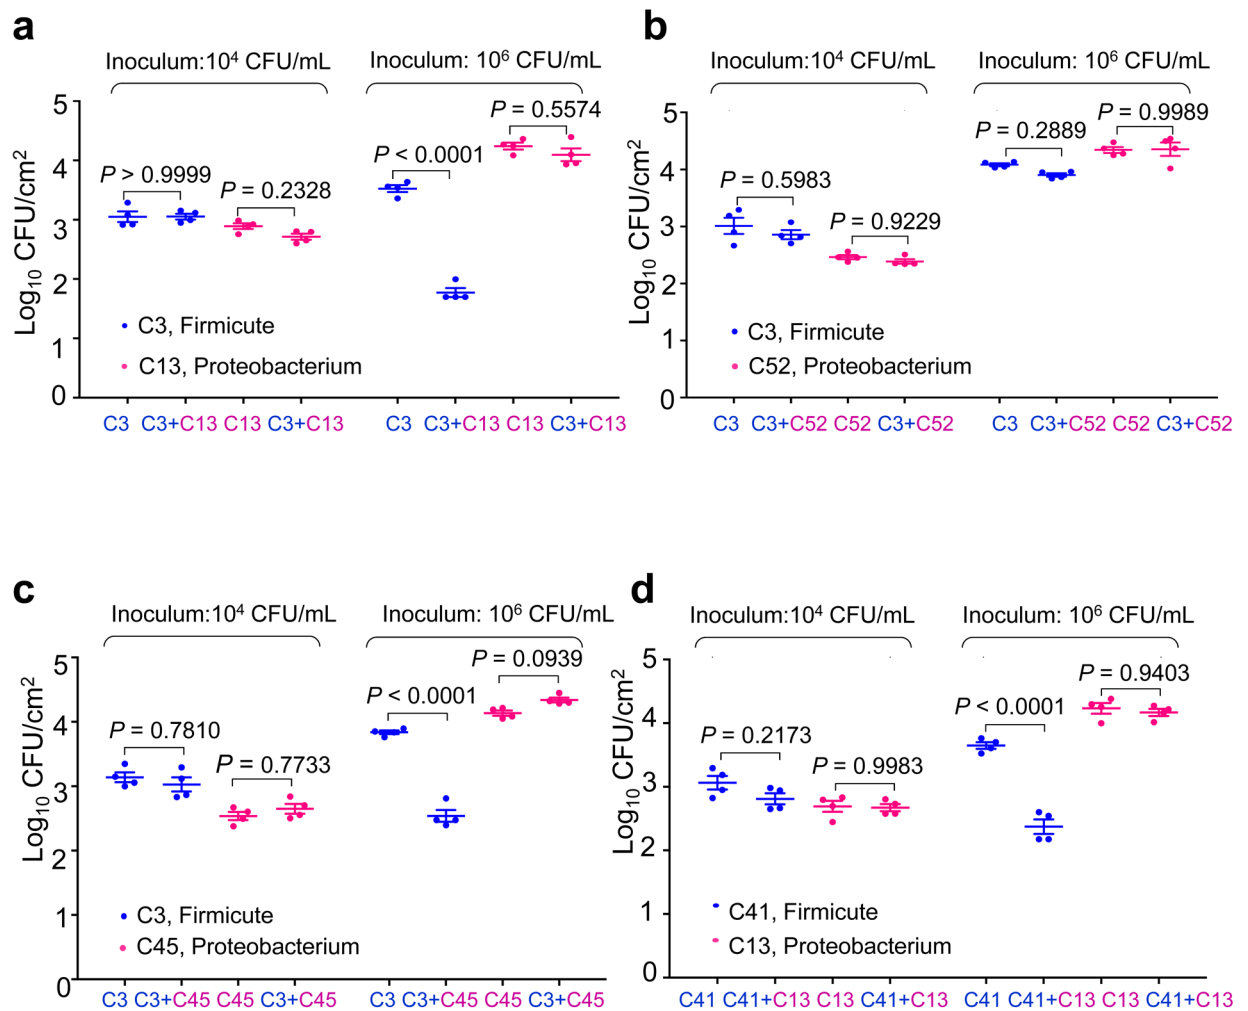 a
Inoculum:10⁴ CFU/mL
Inoculum: 10⁶ CFU/mL
Log₁₀ CFU/cm²
5
4
3
2
1
0
P > 0.9999
P = 0.2328
P < 0.0001
P = 0.5574
C3, Firmicute
C13, Proteobacterium
C3 C3+C13 C13 C3+C13 C3 C3+C13 C13 C3+C13
b
Inoculum:10⁴ CFU/mL
Inoculum: 10⁶ CFU/mL
Log₁₀ CFU/cm²
5
4
3
2
1
0
P = 0.5983
P = 0.9229
P = 0.2889
P = 0.9989
C3, Firmicute
C52, Proteobacterium
C3 C3+C52 C52 C3+C52 C3 C3+C52 C52 C3+C52
c
Inoculum:10⁴ CFU/mL
Inoculum: 10⁶ CFU/mL
Log₁₀ CFU/cm²
5
4
3
2
1
0
P = 0.7810
P = 0.7733
P < 0.0001
P = 0.0939
C3, Firmicute
C45, Proteobacterium
C3 C3+C45 C45 C3+C45 C3 C3+C45 C45 C3+C45
d
Inoculum:10⁴ CFU/mL
Inoculum: 10⁶ CFU/mL
Log₁₀ CFU/cm²
5
4
3
2
1
0
P = 0.2173
P = 0.9983
P < 0.0001
P = 0.9403
C41, Firmicute
C13, Proteobacterium
C41 C41+C13 C13 C41+C13 C41 C41+C13 C13 C41+C13